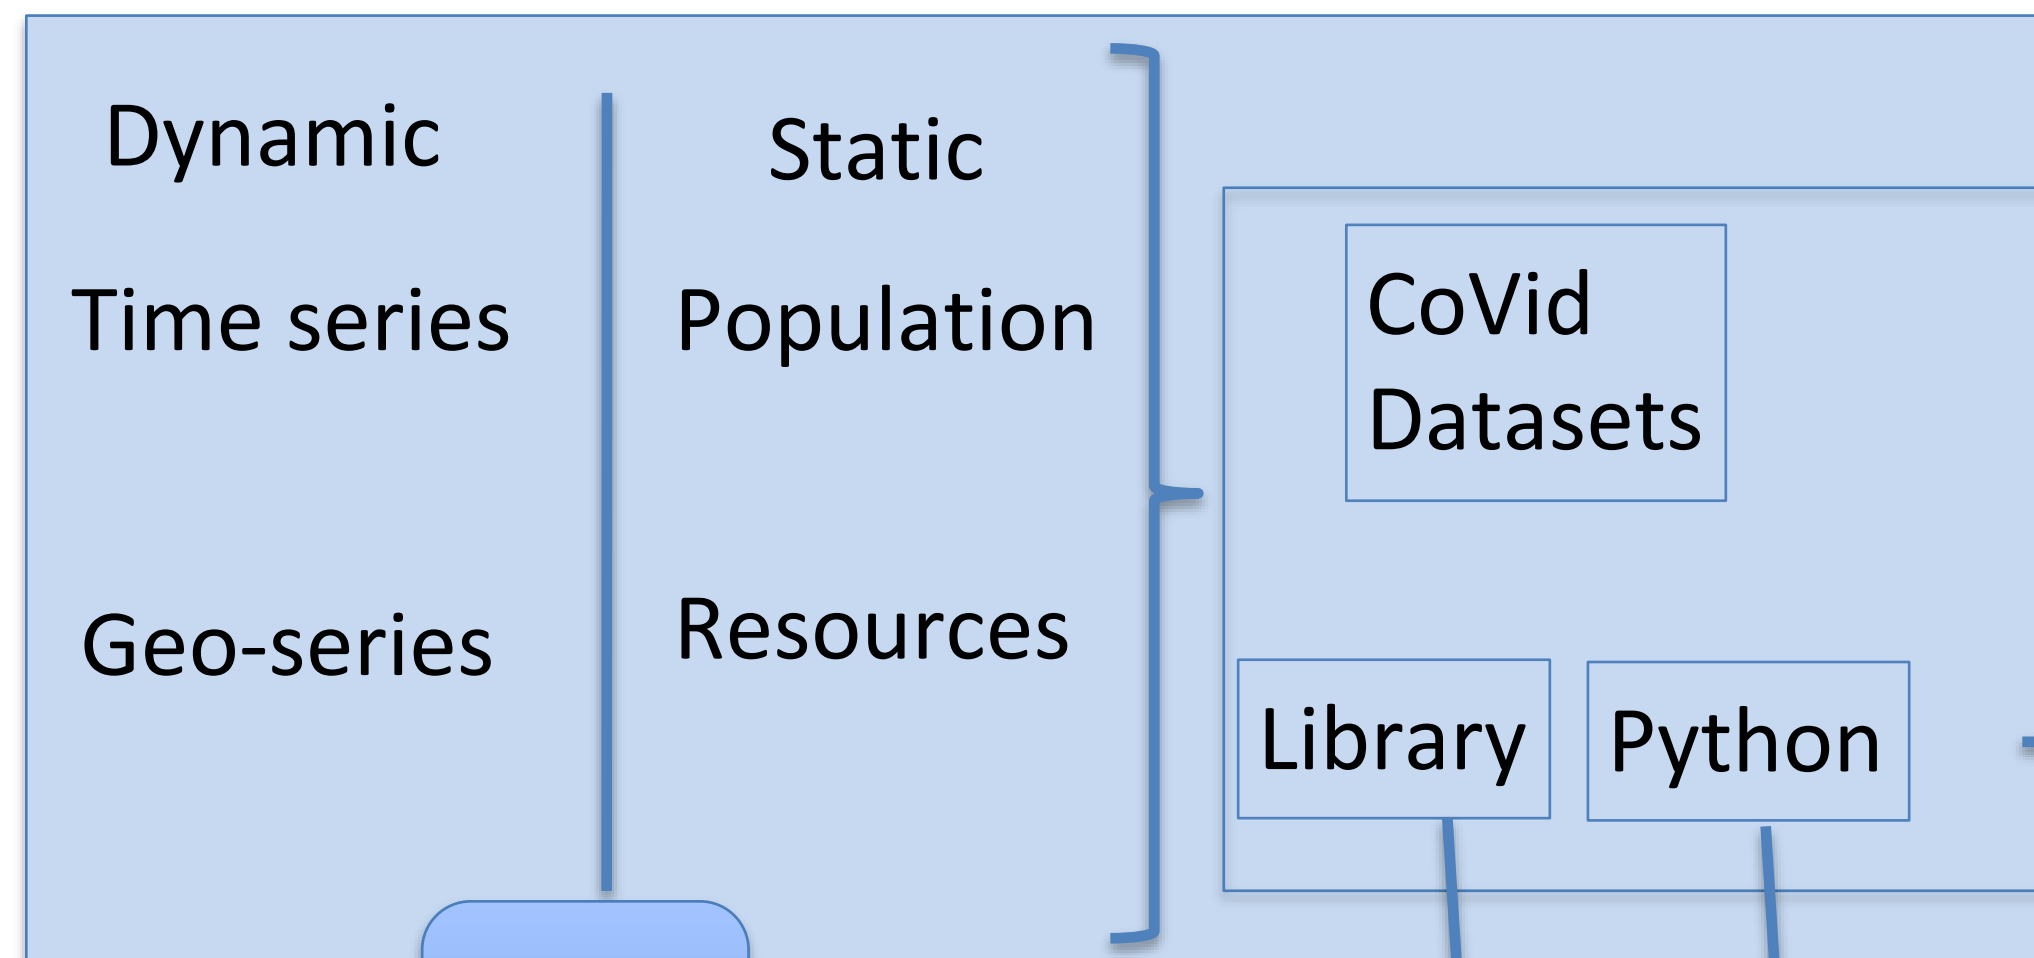 Dynamic
Static
Time series
Population
Geo-series
Resources
CoVid
Datasets
Library
Python